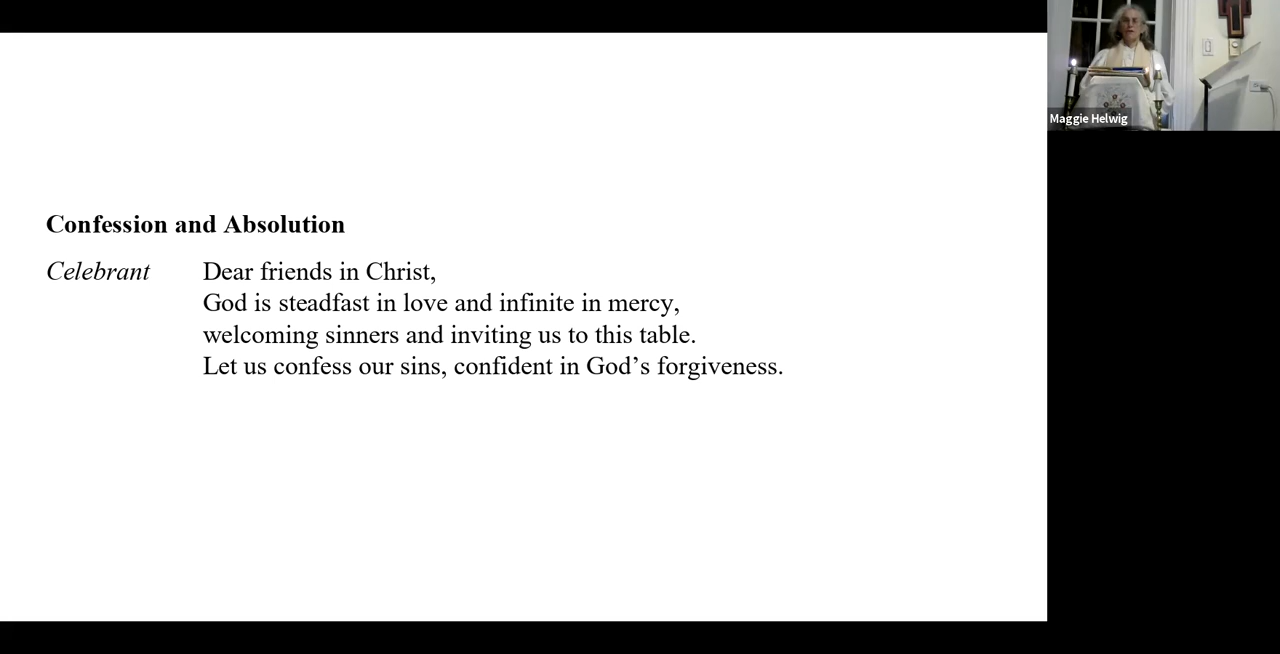 Confession and Absolution
Celebrant Dear friends in Christ,
God is steadfast in love and infinite in mercy,
welcoming sinners and inviting us to this table.
Let us confess our sins, confident in God’s forgiveness.
Maggie Helwig